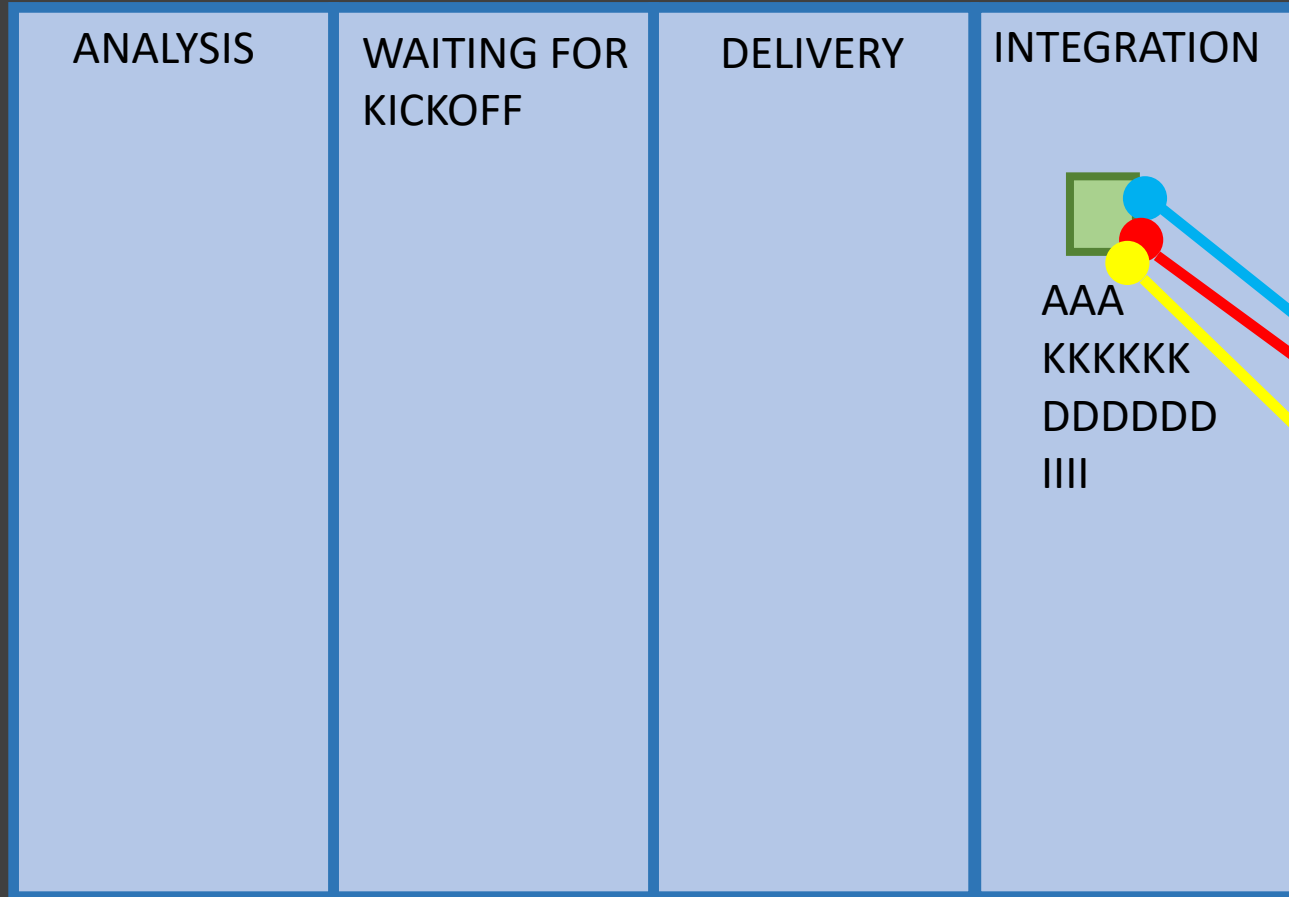 ANALYSIS
WAITING FOR
KICKOFF
DELIVERY
INTEGRATION
AAA
KKKKKK
DDDDDD
IIII